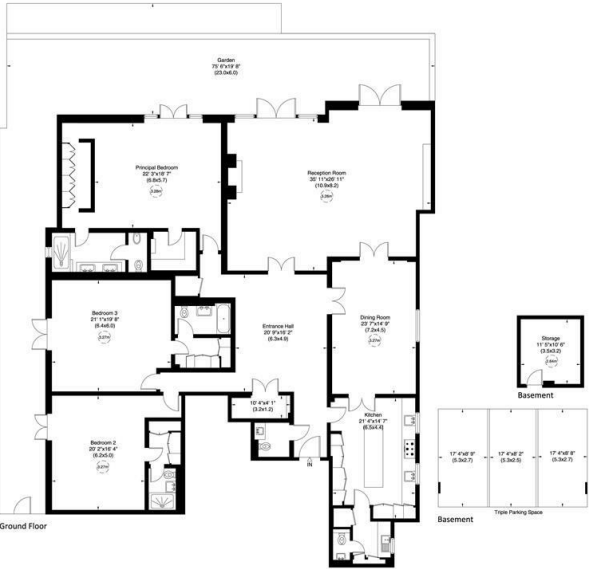 Garden
75' 6"x19' 8"
(23.0x6.0)
Principal Bedroom
22' 3"x18' 7"
(6.8x5.7)
Reception Room
35' 11"x26' 11"
(10.9x8.2)
Bedroom 3
21' 1"x19' 8"
(6.4x6.0)
3.27m
Entrance Hall
20' 9"x16' 2"
(6.3x4.9)
Dining Room
23' 7"x14' 9"
(7.2x4.5)
3.27m
Storage
11' 5"x10' 6"
(3.5x3.2)
Basement
10' 4"x4' 1"
(3.2x1.2)
Kitchen
21' 4"x14' 7"
(6.5x4.4)
Bedroom 2
20' 2"x16' 4"
(6.2x5.0)
3.27m
IN
17' 4"x8' 9"
(5.3x2.7)
17' 4"x8' 2"
(5.3x2.5)
17' 4"x8' 8"
(5.3x2.7)
Triple Parking Space
Basement
Ground Floor